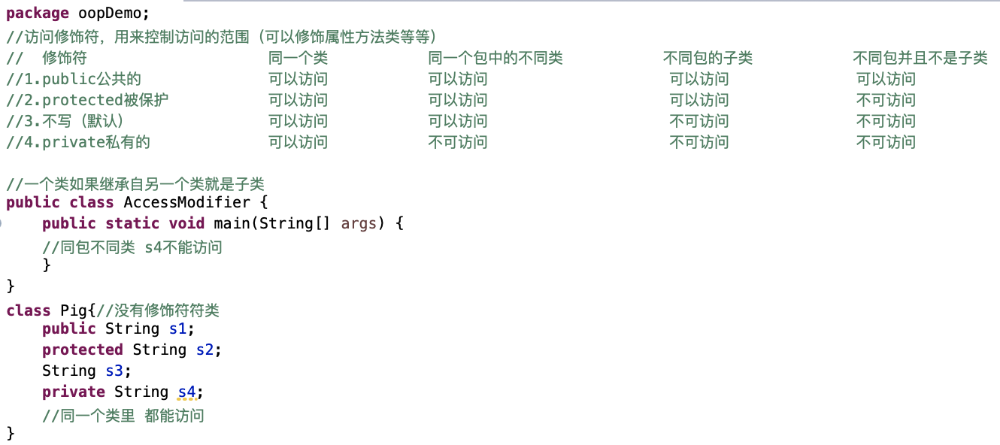 package oopDemo;
//访问修饰符，用来控制访问的范围（可以修饰属性方法类等等）
//  修饰符                    同一个类           同一个包中的不同类           不同包的子类           不同包并且不是子类
//1.public公共的              可以访问           可以访问                    可以访问              可以访问
//2.protected被保护           可以访问           可以访问                    可以访问              不可访问
//3.不写（默认）              可以访问           可以访问                    不可访问              不可访问
//4.private私有的             可以访问           不可访问                    不可访问              不可访问

//一个类如果继承自另一个类就是子类
public class AccessModifier {
    public static void main(String[] args) {
    //同包不同类 s4不能访问
    }
}
class Pig{//没有修饰符符类
    public String s1;
    protected String s2;
    String s3;
    private String s4;
    //同一个类里 都能访问
}